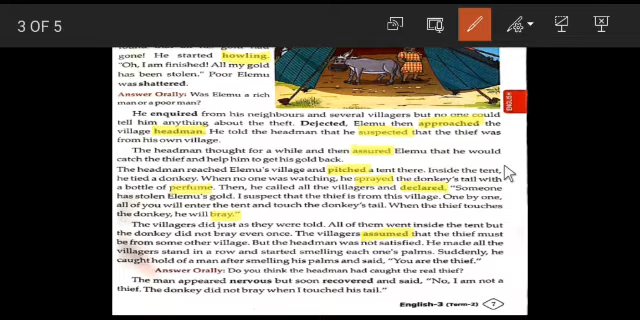 3 OF 5
gone! He started howling.
"Oh, I am finished! All my gold
has been stolen." Poor Elemu
was shattered.
Answer Orally: Was Elemu a rich
man or a poor man?
He enquired from his neighbours and several villagers but no one could
tell him anything about the theft. Dejected, Elemu then approached the
village headman. He told the headman that he suspected that the thief was
from his own village.
The headman thought for a while and then assured Elemu that he would
catch the thief and help him to get his gold back.
The headman reached Elemu's village and pitched a tent there. Inside the tent,
he tied a donkey. When no one was watching, he sprayed the donkey's tail with
a bottle of perfume. Then, he called all the villagers and declared, "Someone
has stolen Elemu's gold. I suspect that the thief is from this village. One by one,
all of you will enter the tent and touch the donkey's tail. When the thief touches
the donkey, he will bray."
The villagers did just as they were told. All of them went inside the tent but
the donkey did not bray even once. The villagers assumed that the thief must
be from some other village. But the headman was not satisfied. He made all the
villagers stand in a row and started smelling each one's palms. Suddenly, he
caught hold of a man after smelling his palms and said, "You are the thief."
Answer Orally: Do you think the headman had caught the real thief?
The man appeared nervous but soon recovered and said, "No, I am not a
thief. The donkey did not bray when I touched his tail."
English-3 (Term-2) 7
ENGLISH